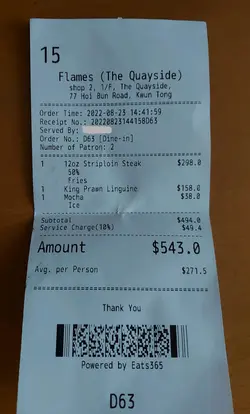 15
Flames (The Quayside)
shop 2, 1/F, The Quayside,
77 Hoi Bun Road, Kwun Tong
Order Time: 2022-08-23 14:41:59
Receipt No.: 20220823144158D63
Served By:
Order No.: D63 [Dine-in]
Number of Patron: 2
1 12oz Striploin Steak $298.0
50%
Fries
1 King Prawn Linguine $158.0
1 Mocha $38.0
Ice
Subtotal $494.0
Service Charge(10%) $49.4
Amount $543.0
Avg. per Person $271.5
Thank You
Powered by Eats365
D63